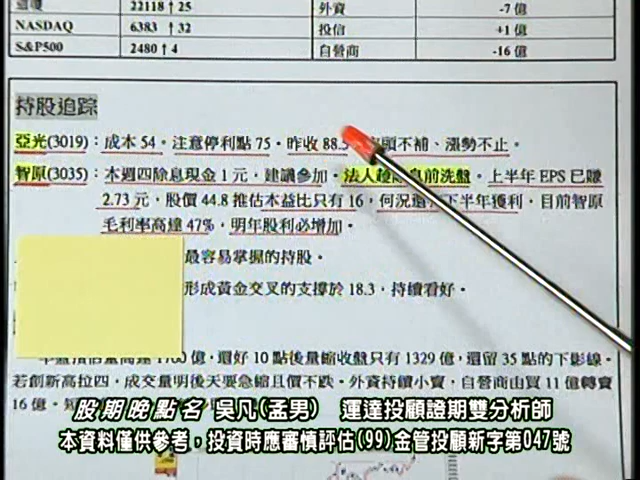 22118 ↑ 25 外資 -7 億
NASDAQ 6383 ↑ 32 投信 +1 億
S&P500 2480 ↑ 4 自營商 -16 億
持股追踪
亞光(3019)：成本 54。注意停利點 75。昨收 88.5 頭不補、漲勢不止。
智原(3035)：本週四除息現金 1 元，建議參加。法人趁除息前洗盤。上半年 EPS 已賺
2.73 元，股價 44.8 推估本益比只有 16，何況還有下半年獲利，目前智原
毛利率高達 47%，明年股利必增加。
最容易掌握的持股。
形成黃金交叉的支撐於 18.3，持續看好。
億，還好 10 點後量縮收盤只有 1329 億，還留 35 點的下影線。
若創新高拉四，成交量明後天要急縮且價不跌。外資持續小賣，自營商由買 11 億轉賣
16 億。
股期晚點名 吳凡(孟男) 運達投顧證期雙分析師
本資料僅供參考，投資時應審慎評估(99)金管投顧新字第047號